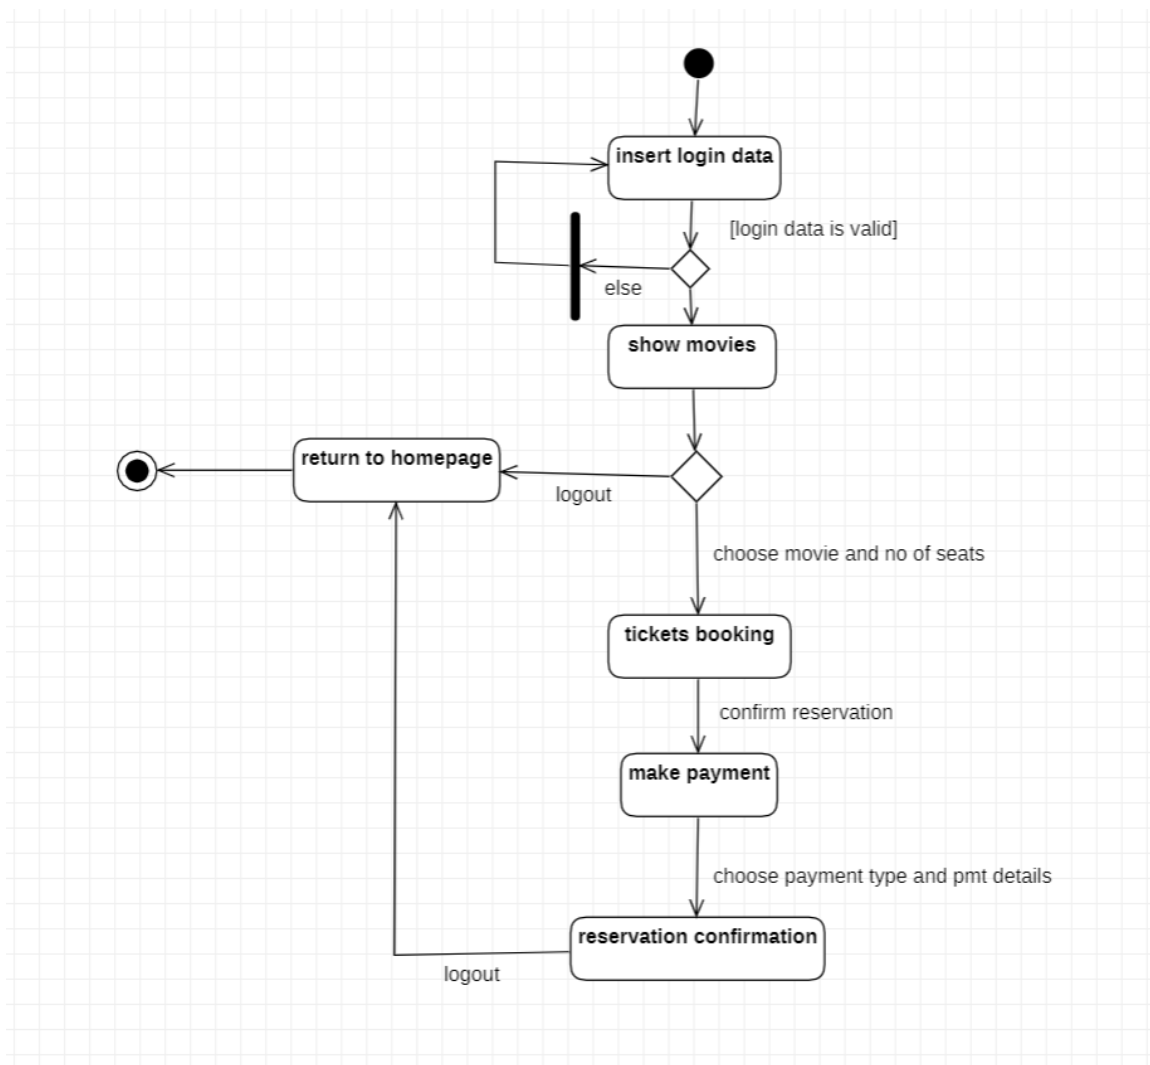 insert login data
[login data is valid]
else
show movies
return to homepage
logout
choose movie and no of seats
tickets booking
confirm reservation
make payment
choose payment type and pmt details
reservation confirmation
logout